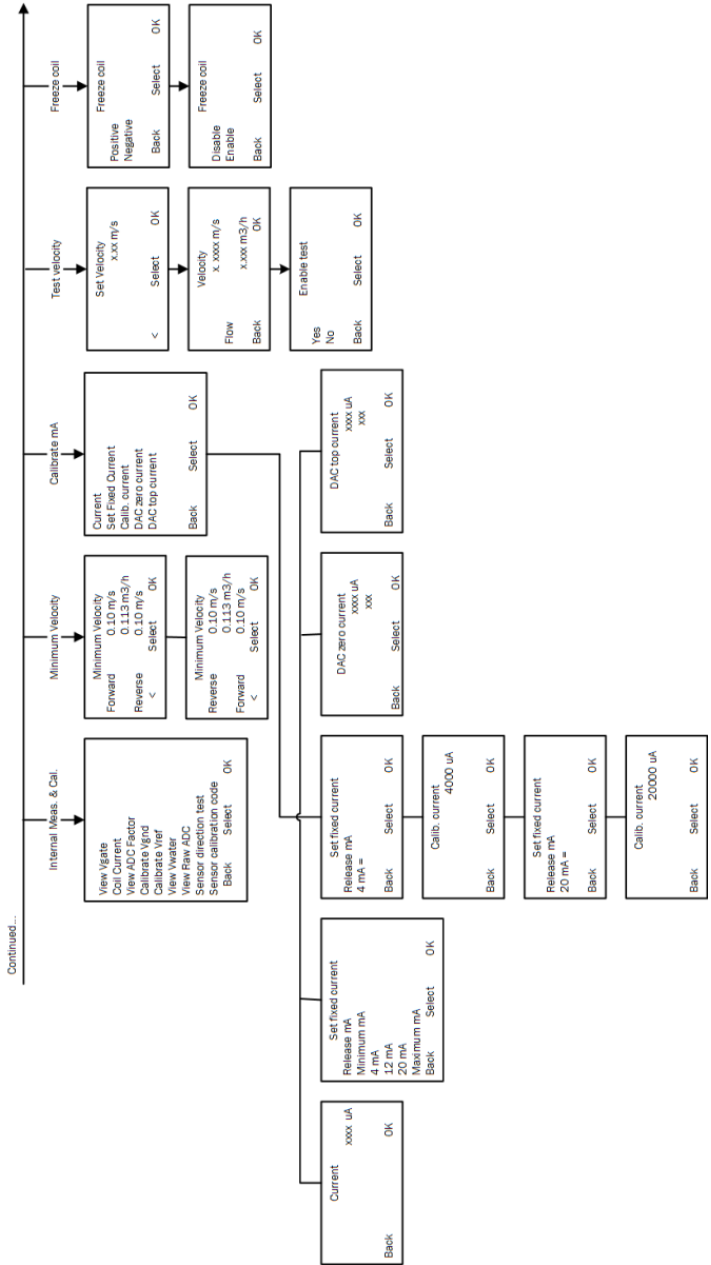 Continued...
Internal Meas. & Cal.
View Vgate
Coil Current
View ADC Factor
Calibrate Vgnd
Calibrate Vref
View Vwater
View Raw ADC
Sensor direction test
Sensor calibration code
Back Select OK
Minimum Velocity
Minimum Velocity
Forward 0.10 m/s
0.113 m3/h
Reverse 0.10 m/s
< Select OK
Minimum Velocity
Reverse 0.10 m/s
0.113 m3/h
Forward 0.10 m/s
< Select OK
Calibrate mA
Current
Set Fixed Current
Calib. current
DAC zero current
DAC top current
Back Select OK
Test velocity
Set Velocity
x.xx m/s
< Select OK
Velocity
x. xxxx m/s
Flow x.xxx m3/h
Back OK
Enable test
Yes
No
Back Select OK
Freeze coil
Freeze coil
Positive
Negative
Back Select OK
Freeze coil
Disable
Enable
Back Select OK
Current
xxxx uA
Back OK
Set fixed current
Release mA
Minimum mA
4 mA
12 mA
20 mA
Maximum mA
Back Select OK
Set fixed current
Release mA
4 mA =
Back Select OK
Calib. current
4000 uA
Back Select OK
Set fixed current
Release mA
20 mA =
Back Select OK
Calib. current
20000 uA
Back Select OK
DAC zero current
xxxx uA
xxx
Back Select OK
DAC top current
xxxx uA
xxx
Back Select OK